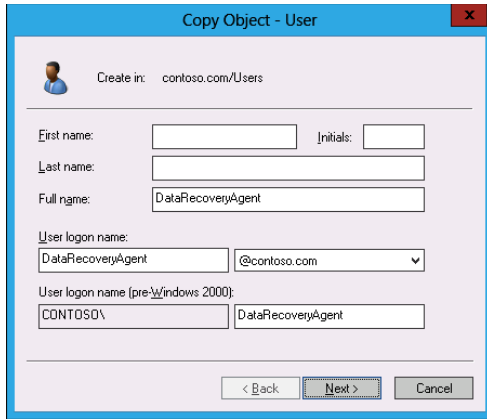 Copy Object - User
x
Create in: contoso.com/Users
First name: Initials:
Last name:
Full name: DataRecoveryAgent
User logon name:
DataRecoveryAgent @contoso.com
User logon name (pre-Windows 2000):
CONTOSO\ DataRecoveryAgent
< Back Next > Cancel